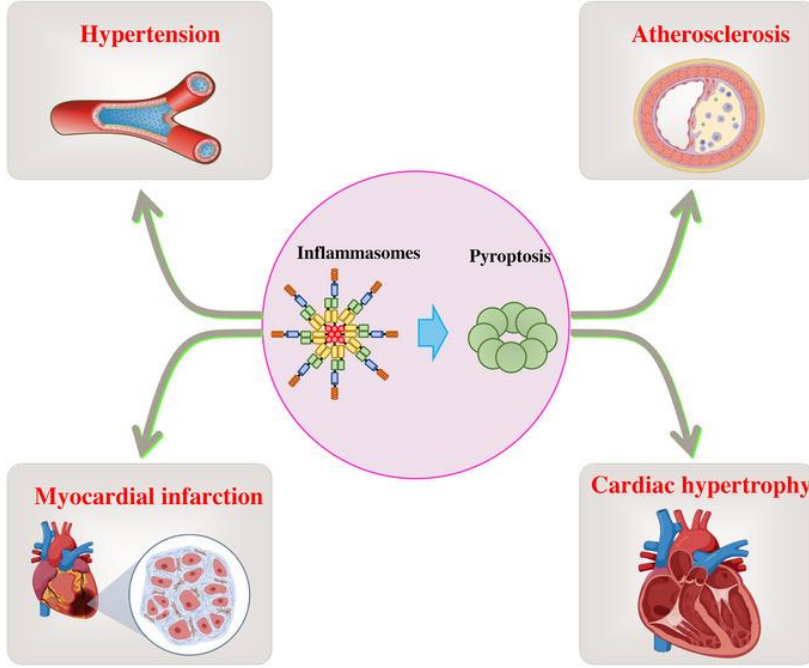 Hypertension
Atherosclerosis
Inflammasomes
Pyroptosis
Myocardial infarction
Cardiac hypertrophy